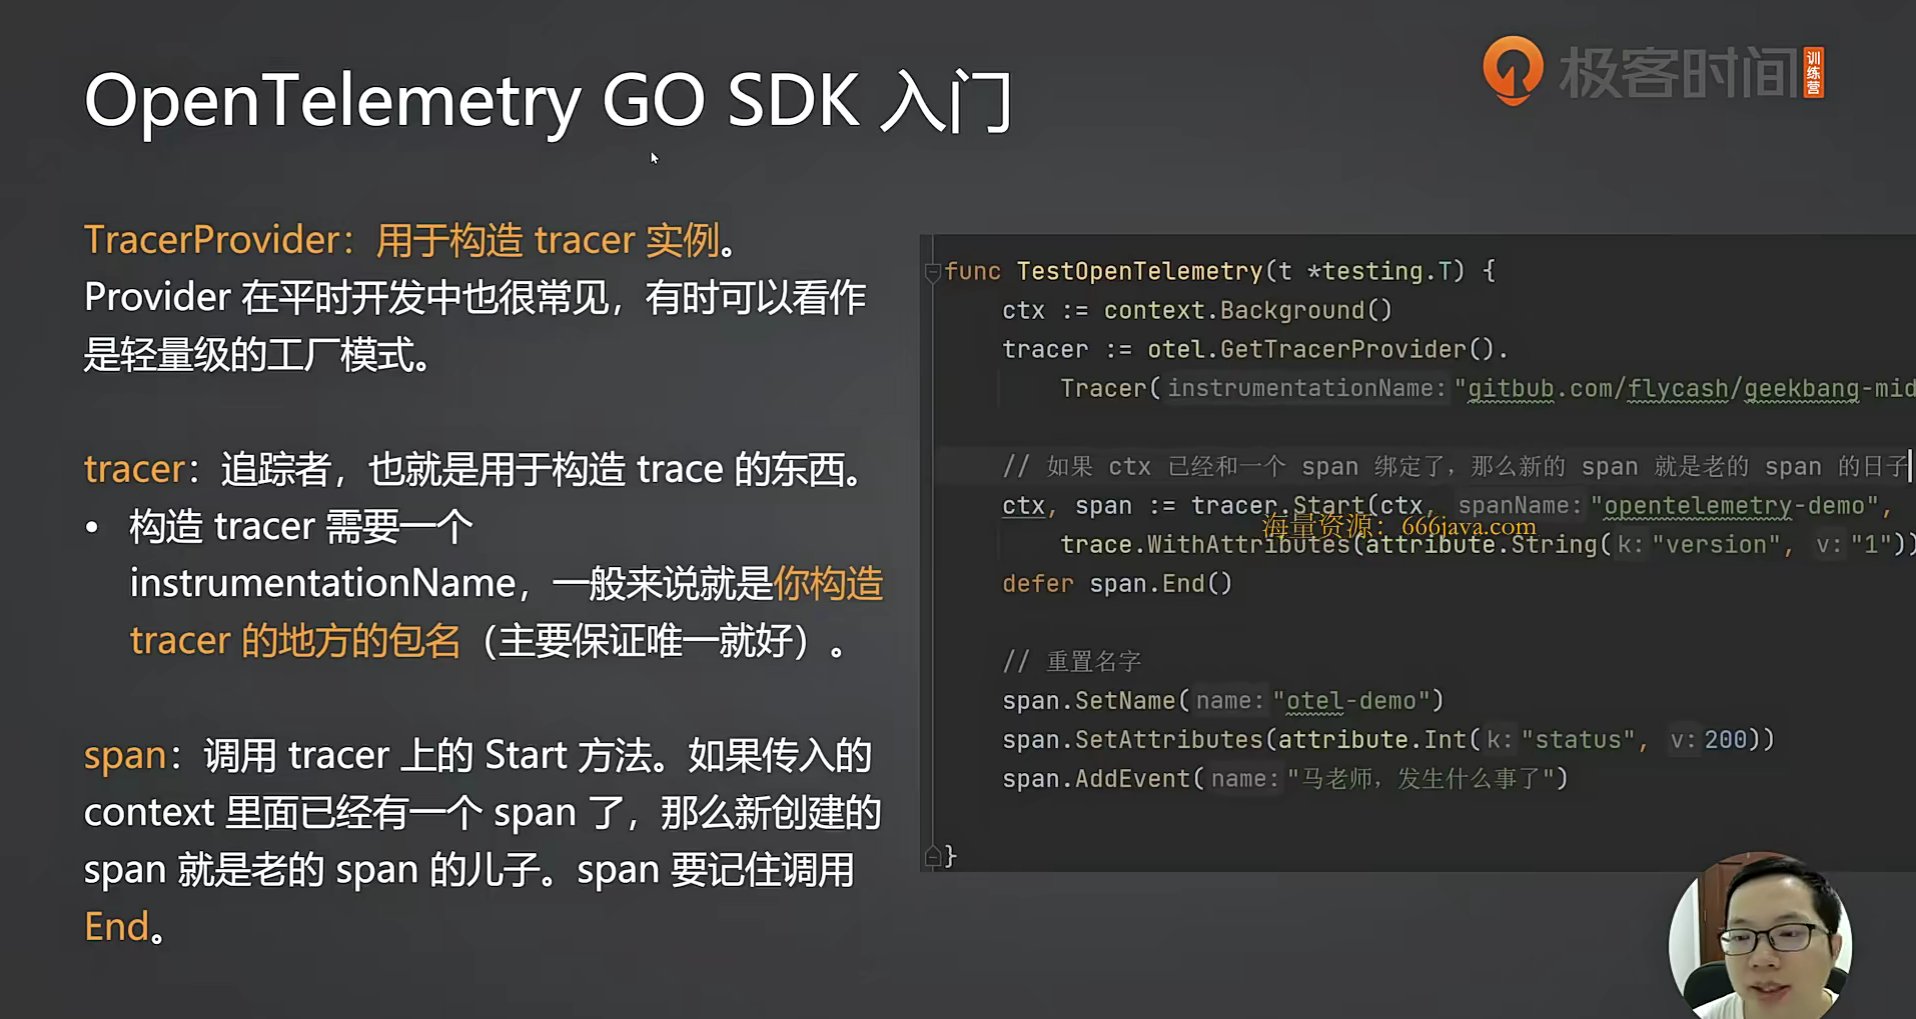 OpenTelemetry GO SDK 入门
极客时间
训练营
TracerProvider：用于构造 tracer 实例。
Provider 在平时开发中也很常见，有时可以看作
是轻量级的工厂模式。
tracer：追踪者，也就是用于构造 trace 的东西。
• 构造 tracer 需要一个
instrumentationName，一般来说就是你构造
tracer 的地方的包名（主要保证唯一就好）。
span：调用 tracer 上的 Start 方法。如果传入的
context 里面已经有一个 span 了，那么新创建的
span 就是老的 span 的儿子。span 要记住调用
End。
func TestOpenTelemetry(t *testing.T) {
ctx := context.Background()
tracer := otel.GetTracerProvider().
Tracer( instrumentationName: "gitbub.com/flycash/geekbang-mid
// 如果 ctx 已经和一个 span 绑定了，那么新的 span 就是老的 span 的日子
ctx, span := tracer.Start(ctx, spanName: "opentelemetry-demo",
海量资源：666java.com
trace.WithAttributes(attribute.String( k: "version", v: "1"))
defer span.End()
// 重置名字
span.SetName( name: "otel-demo")
span.SetAttributes(attribute.Int( k: "status", v: 200))
span.AddEvent( name: "马老师，发生什么事了")
}